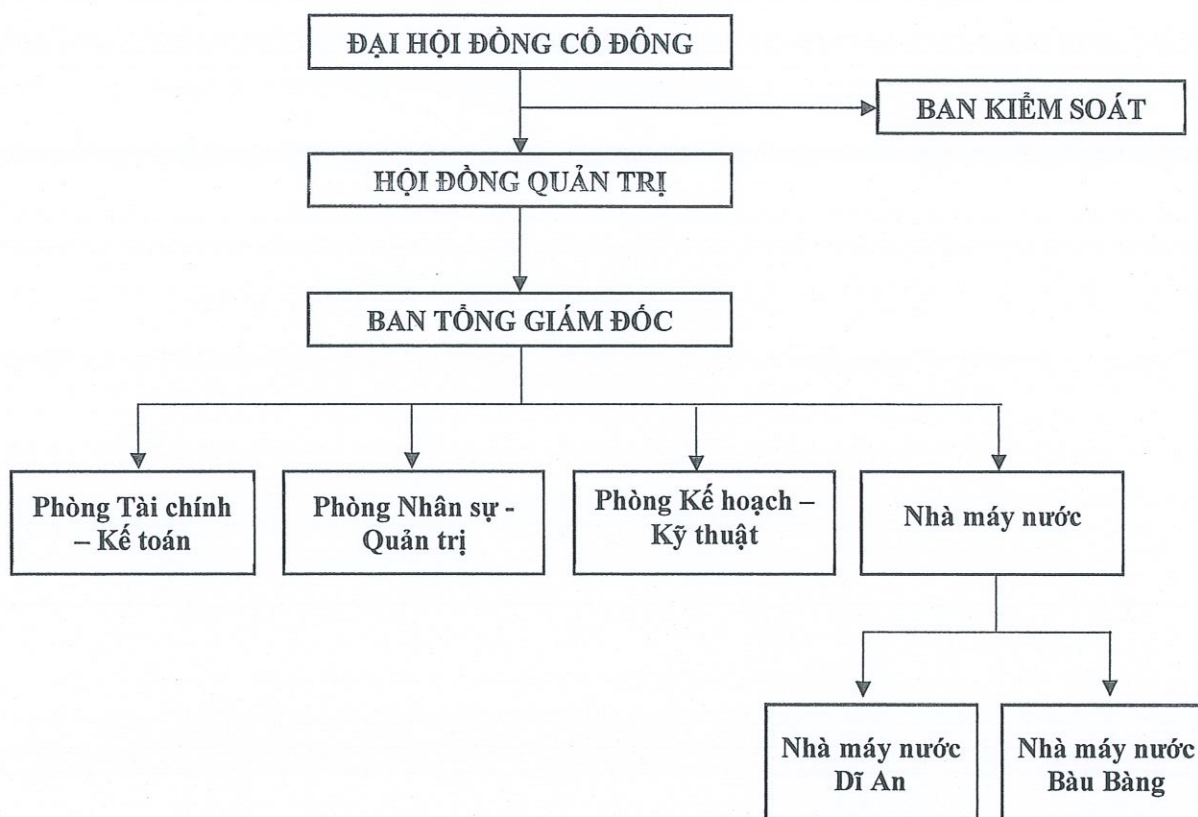 ĐẠI HỘI ĐỒNG CỔ ĐÔNG
BAN KIỂM SOÁT
HỘI ĐỒNG QUẢN TRỊ
BAN TỔNG GIÁM ĐỐC
Phòng Tài chính
– Kế toán
Phòng Nhân sự -
Quản trị
Phòng Kế hoạch –
Kỹ thuật
Nhà máy nước
Nhà máy nước
Dĩ An
Nhà máy nước
Bàu Bàng